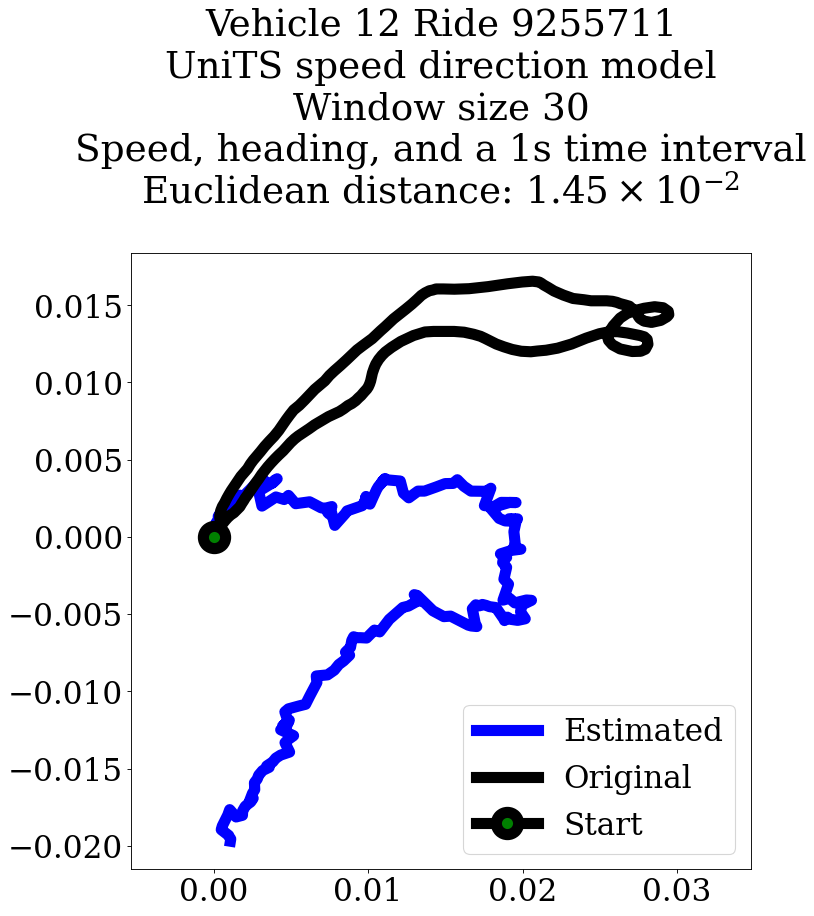 Vehicle 12 Ride 9255711
UniTS speed direction model
Window size 30
Speed, heading, and a 1s time interval
Euclidean distance: 1.45 × 10⁻²
0.015
0.010
0.005
0.000
−0.005
−0.010
−0.015
−0.020
Estimated
Original
Start
0.00 0.01 0.02 0.03